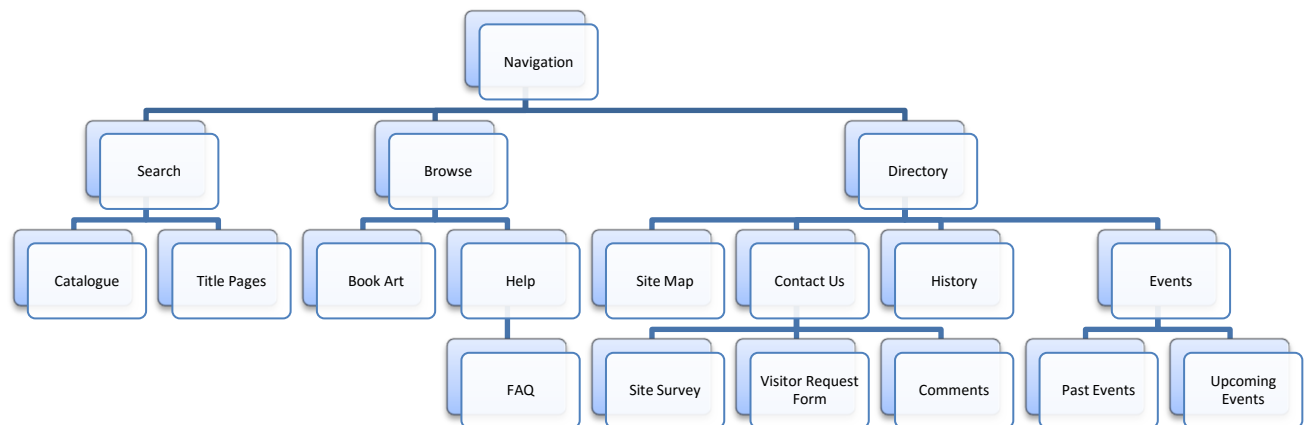 Navigation
Search
Browse
Directory
Catalogue
Title Pages
Book Art
Help
Site Map
Contact Us
History
Events
FAQ
Site Survey
Visitor Request
Form
Comments
Past Events
Upcoming
Events